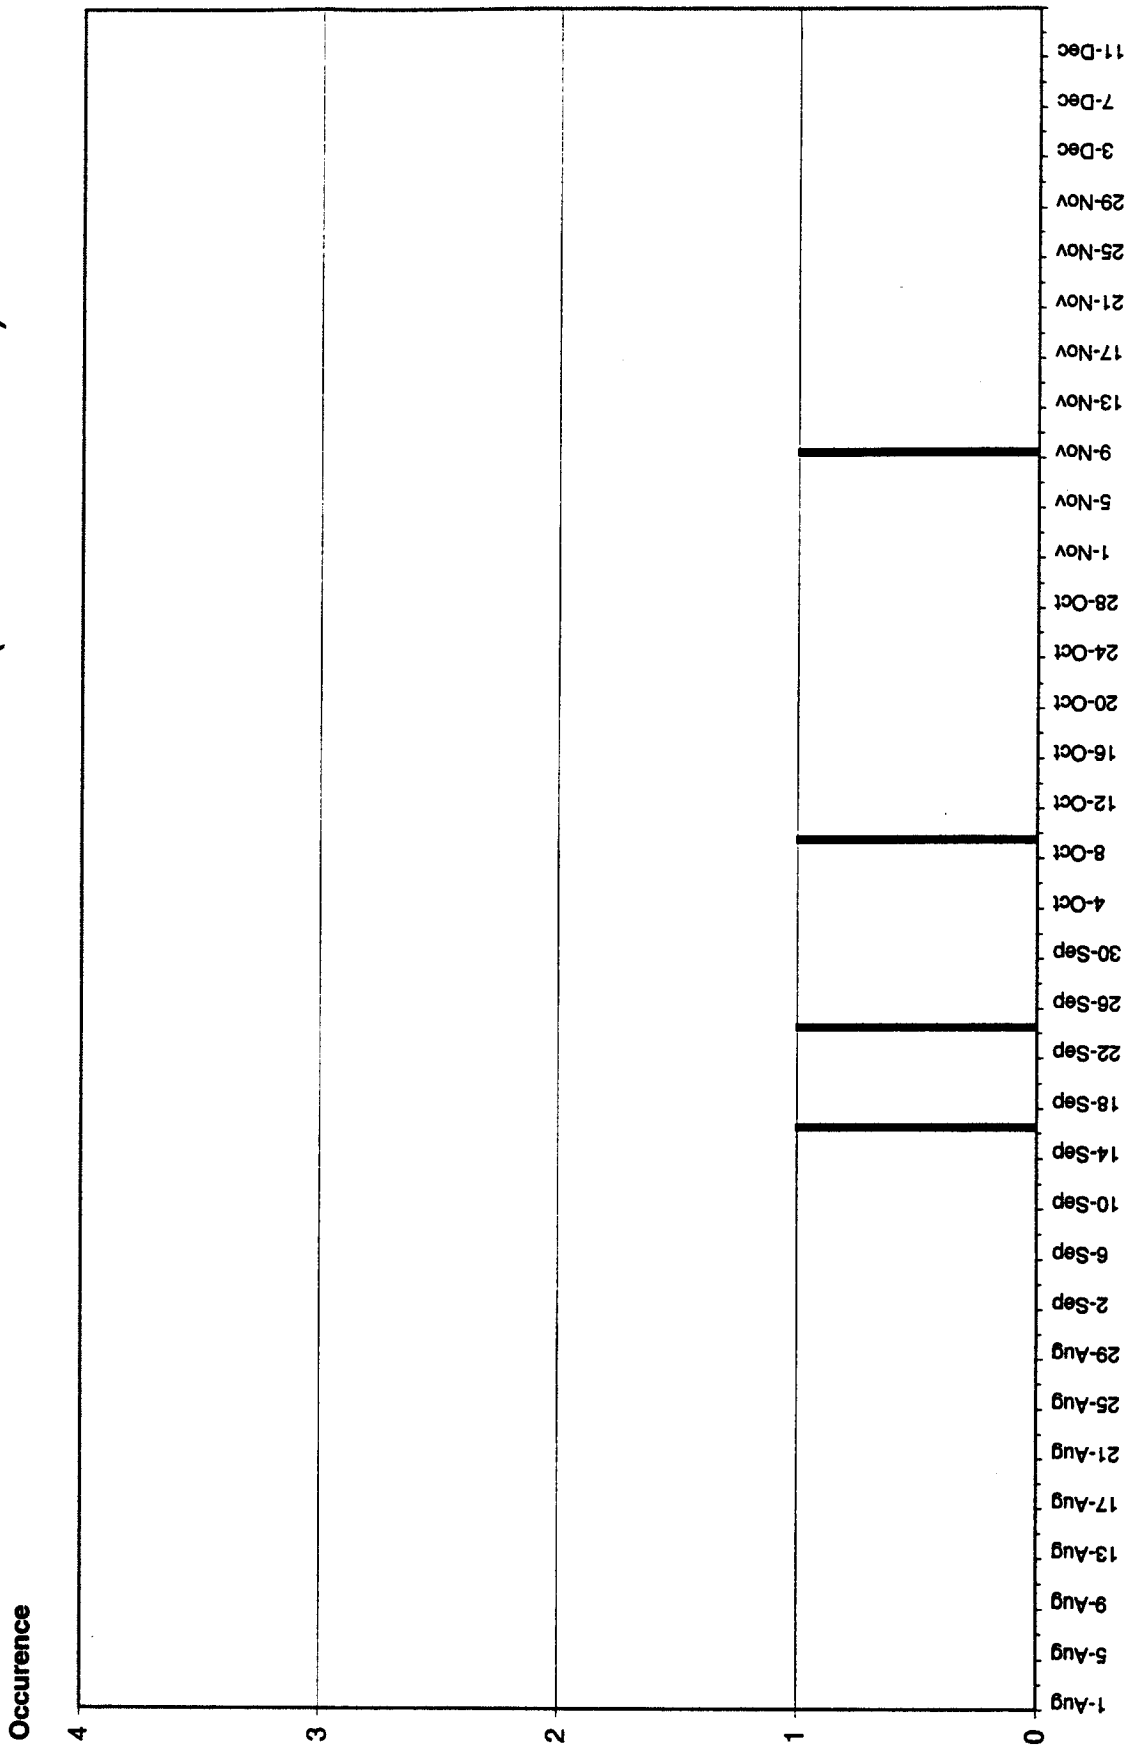 Occurence
4
3
2
1
0
1-Aug
5-Aug
9-Aug
13-Aug
17-Aug
21-Aug
25-Aug
29-Aug
2-Sep
6-Sep
10-Sep
14-Sep
18-Sep
22-Sep
26-Sep
30-Sep
4-Oct
8-Oct
12-Oct
16-Oct
20-Oct
24-Oct
28-Oct
1-Nov
5-Nov
9-Nov
13-Nov
17-Nov
21-Nov
25-Nov
29-Nov
3-Dec
7-Dec
11-Dec